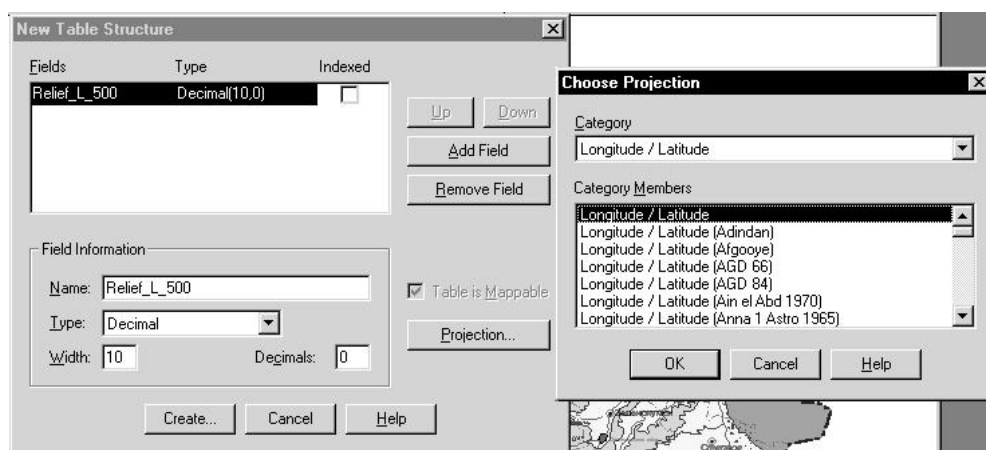 New Table Structure
Fields Type Indexed
Relief_L_500 Decimal(10,0)
Up Down
Add Field
Remove Field
Field Information
Name: Relief_L_500
Type: Decimal
Width: 10 Decimals: 0
Table is Mappable
Projection...
Create... Cancel Help
Choose Projection
Category
Longitude / Latitude
Category Members
Longitude / Latitude
Longitude / Latitude (Adindan)
Longitude / Latitude (Afgooye)
Longitude / Latitude (AGD 66)
Longitude / Latitude (AGD 84)
Longitude / Latitude (Ain el Abd 1970)
Longitude / Latitude (Anna 1 Astro 1965)
OK Cancel Help